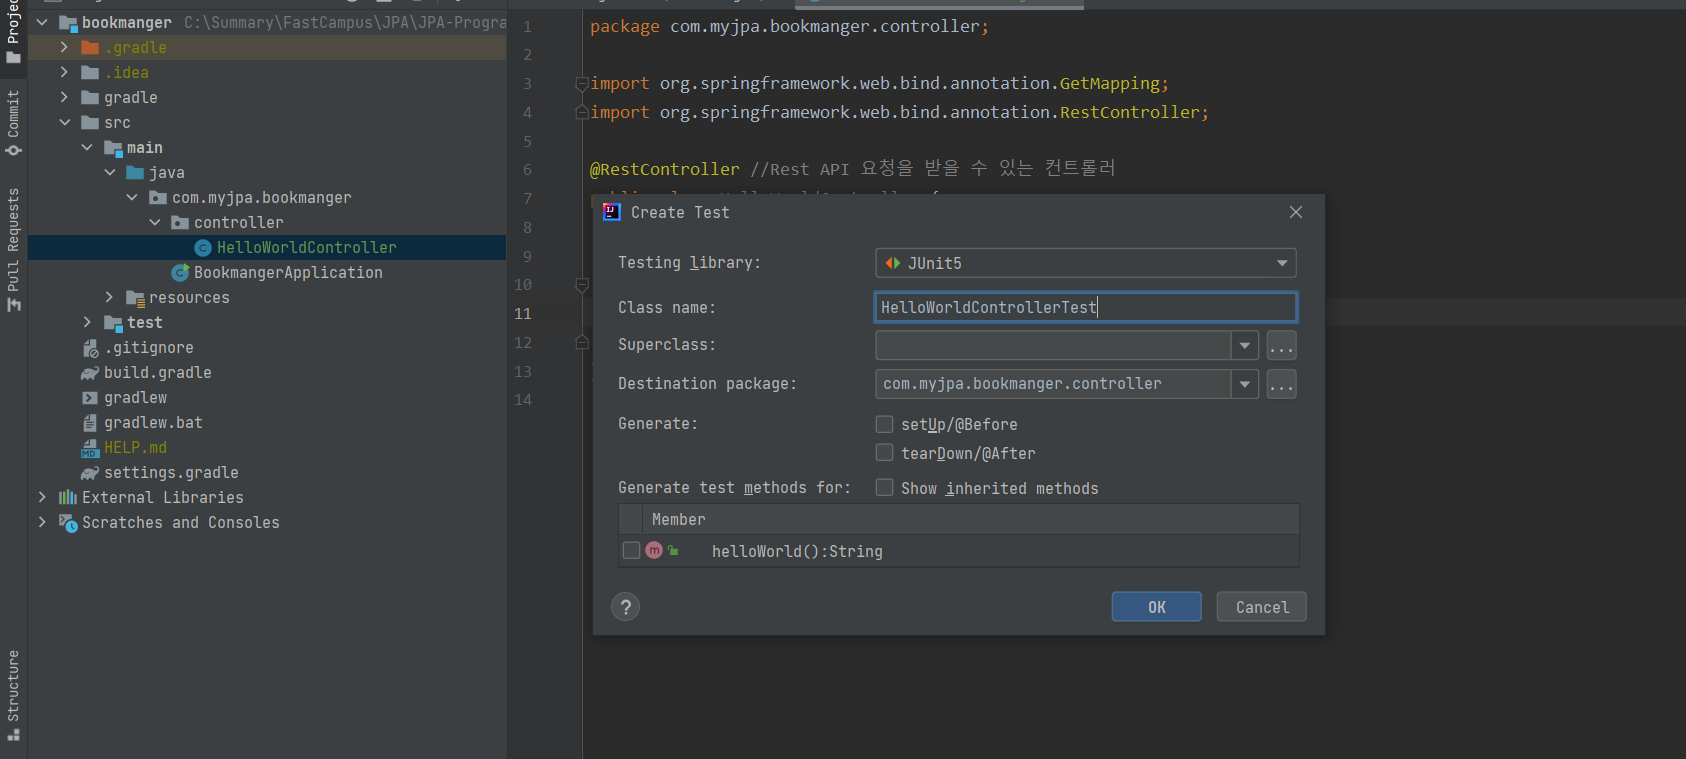 Project
Commit
Pull Requests
Structure
bookmanger C:\Summary\FastCampus\JPA\JPA-Progra
.gradle
.idea
gradle
src
main
java
com.myjpa.bookmanger
controller
HelloWorldController
BookmangerApplication
resources
test
.gitignore
build.gradle
gradlew
gradlew.bat
HELP.md
settings.gradle
External Libraries
Scratches and Consoles
1 package com.myjpa.bookmanger.controller;
2
3 import org.springframework.web.bind.annotation.GetMapping;
4 import org.springframework.web.bind.annotation.RestController;
5
6 @RestController //Rest API 요청을 받을 수 있는 컨트롤러
7
8
9
10
11
12
13
14
Create Test
Testing library: JUnit5
Class name: HelloWorldControllerTest
Superclass: ...
Destination package: com.myjpa.bookmanger.controller ...
Generate: setUp/@Before
tearDown/@After
Generate test methods for: Show inherited methods
Member
m helloWorld():String
? OK Cancel